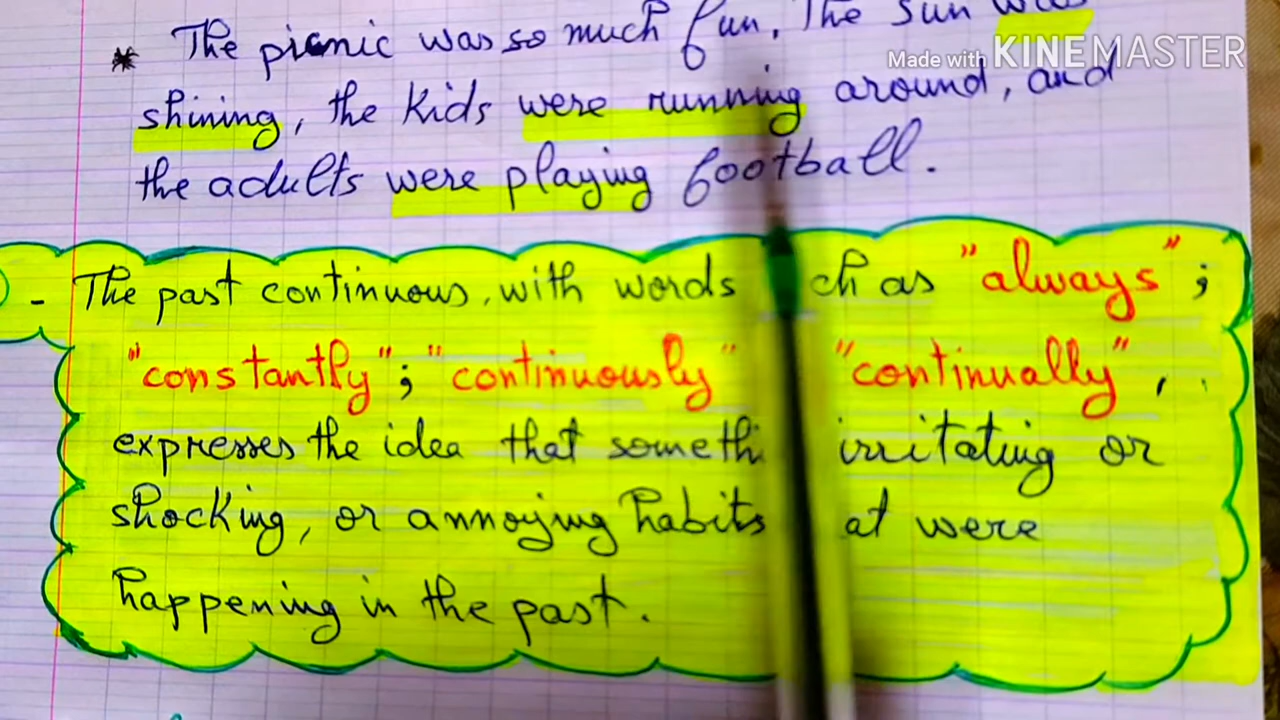 * The picnic was so much fun. The sun was
Made with KINEMASTER
shining, the kids were running around, and
the adults were playing football.
- The past continuous, with words ch as "always" ;
"constantly" ; "continuously" "continually" ,
expresses the idea that somethi irritating or
shocking, or annoying habits at were
happening in the past.